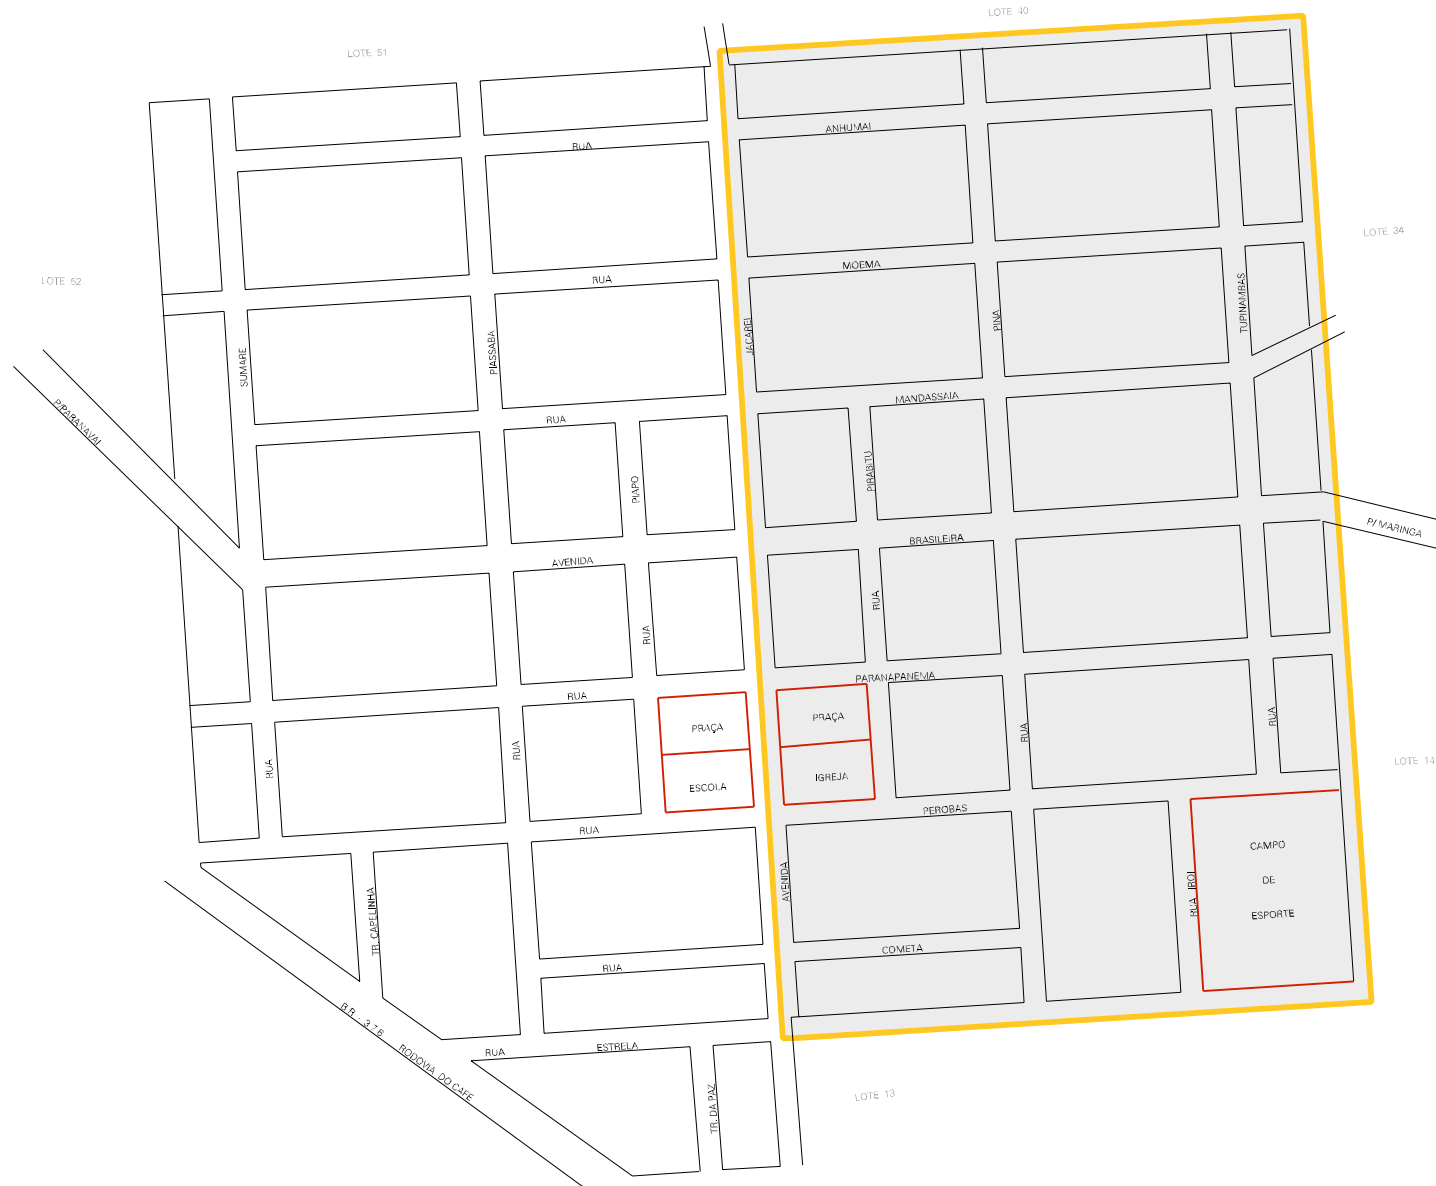 LOTE 40
LOTE 51
ANHUMAI
RUA
LOTE 34
MOEMA
RUA
LOTE 52
TUPINAMBAS
PINA
JACAREI
PIASSABA
SUMARE
MANDASSAIA
RUA
P/PARANAVAI
PIRABITU
PIAPO
P/ MARINGA
BRASILEIRA
AVENIDA
RUA
RUA
PARANAPANEMA
RUA
PRAÇA
PRAÇA
RUA
RUA
RUA
RUA
LOTE 14
IGREJA
ESCOLA
PEROBAS
RUA
CAMPO
DE
ESPORTE
RUA IROI
AVENIDA
TR. CAPELINHA
COMETA
RUA
BR. 376
RODOVIA DO CAFE
RUA
ESTRELA
TR. DA PAZ
LOTE 13